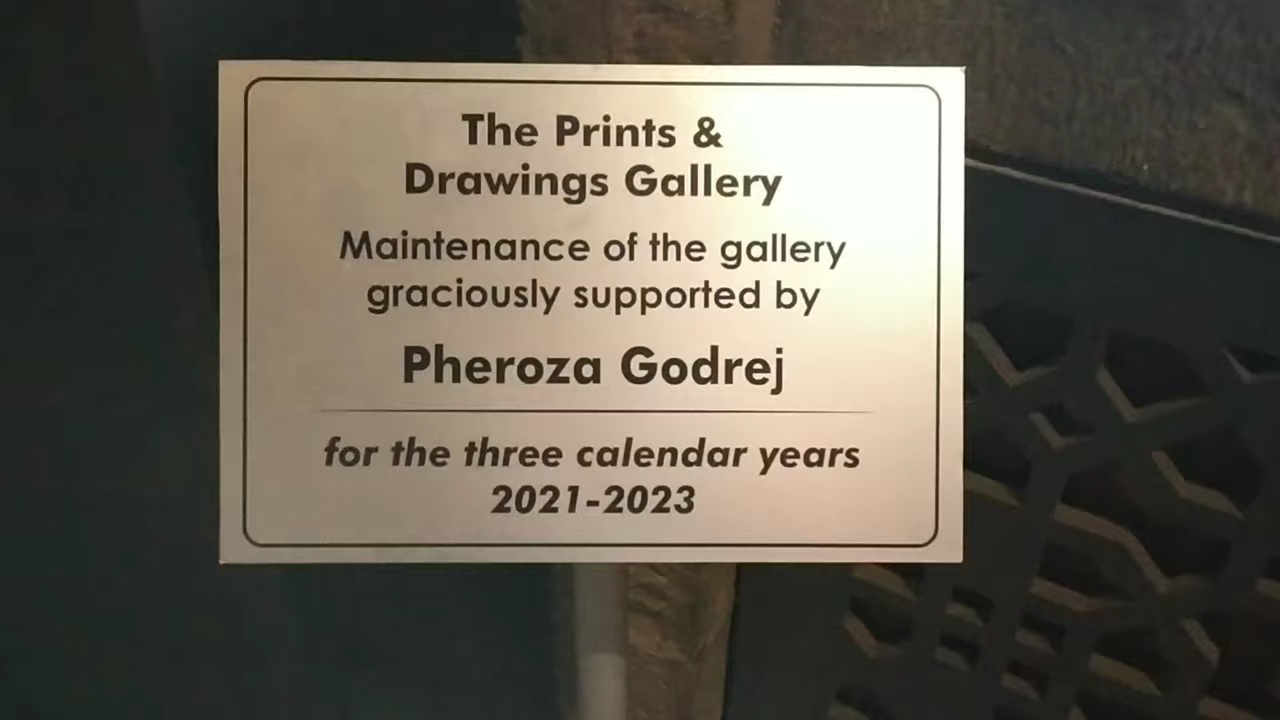 The Prints &
Drawings Gallery
Maintenance of the gallery
graciously supported by
Pheroza Godrej
for the three calendar years
2021-2023